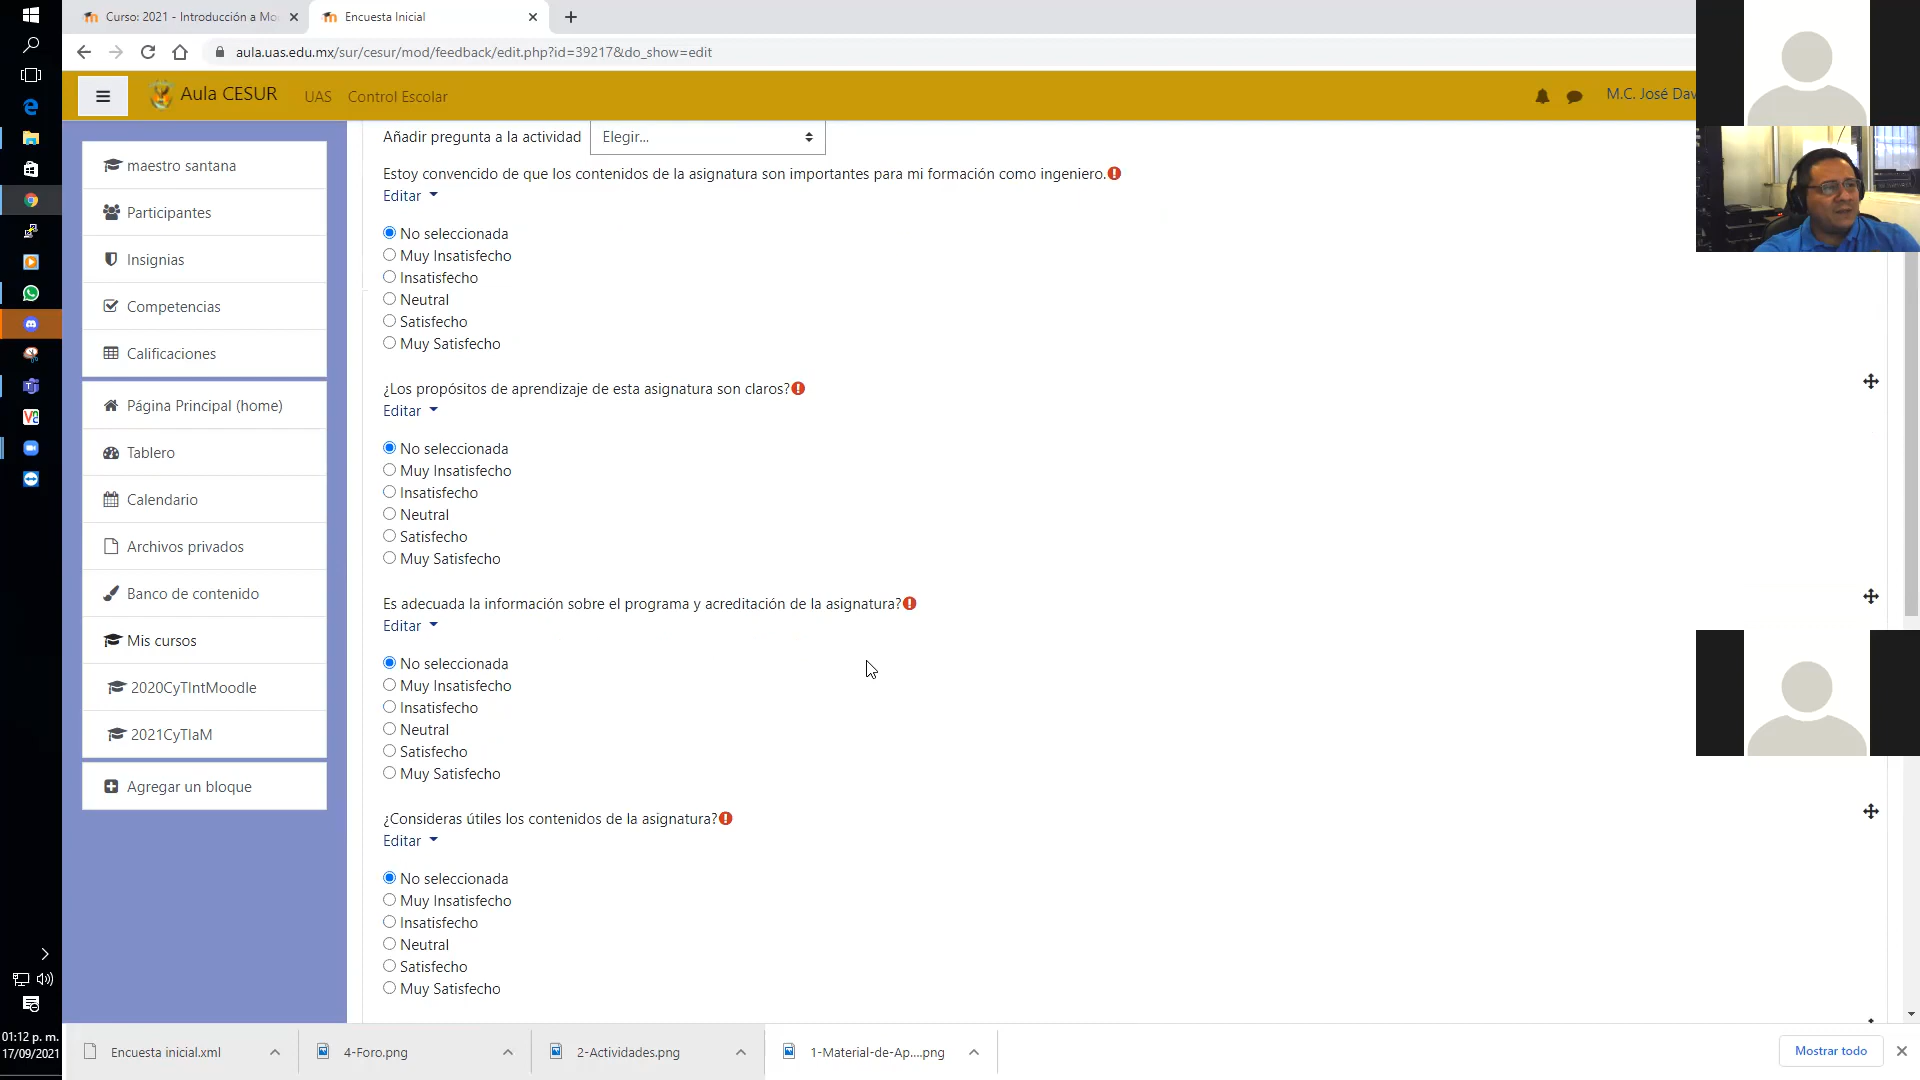 Curso: 2021 - Introducción a Mo
Encuesta Inicial
aula.uas.edu.mx/sur/cesur/mod/feedback/edit.php?id=39217&do_show=edit
Aula CESUR
UAS
Control Escolar
M.C. José Dav
maestro santana
Participantes
Insignias
Competencias
Calificaciones
Página Principal (home)
Tablero
Calendario
Archivos privados
Banco de contenido
Mis cursos
2020CyTIntMoodle
2021CyTIaM
Agregar un bloque
Añadir pregunta a la actividad
Elegir...
Estoy convencido de que los contenidos de la asignatura son importantes para mi formación como ingeniero.
Editar
No seleccionada
Muy Insatisfecho
Insatisfecho
Neutral
Satisfecho
Muy Satisfecho
¿Los propósitos de aprendizaje de esta asignatura son claros?
Editar
No seleccionada
Muy Insatisfecho
Insatisfecho
Neutral
Satisfecho
Muy Satisfecho
Es adecuada la información sobre el programa y acreditación de la asignatura?
Editar
No seleccionada
Muy Insatisfecho
Insatisfecho
Neutral
Satisfecho
Muy Satisfecho
¿Consideras útiles los contenidos de la asignatura?
Editar
No seleccionada
Muy Insatisfecho
Insatisfecho
Neutral
Satisfecho
Muy Satisfecho
01:12 p. m.
17/09/2021
Encuesta inicial.xml
4-Foro.png
2-Actividades.png
1-Material-de-Ap....png
Mostrar todo